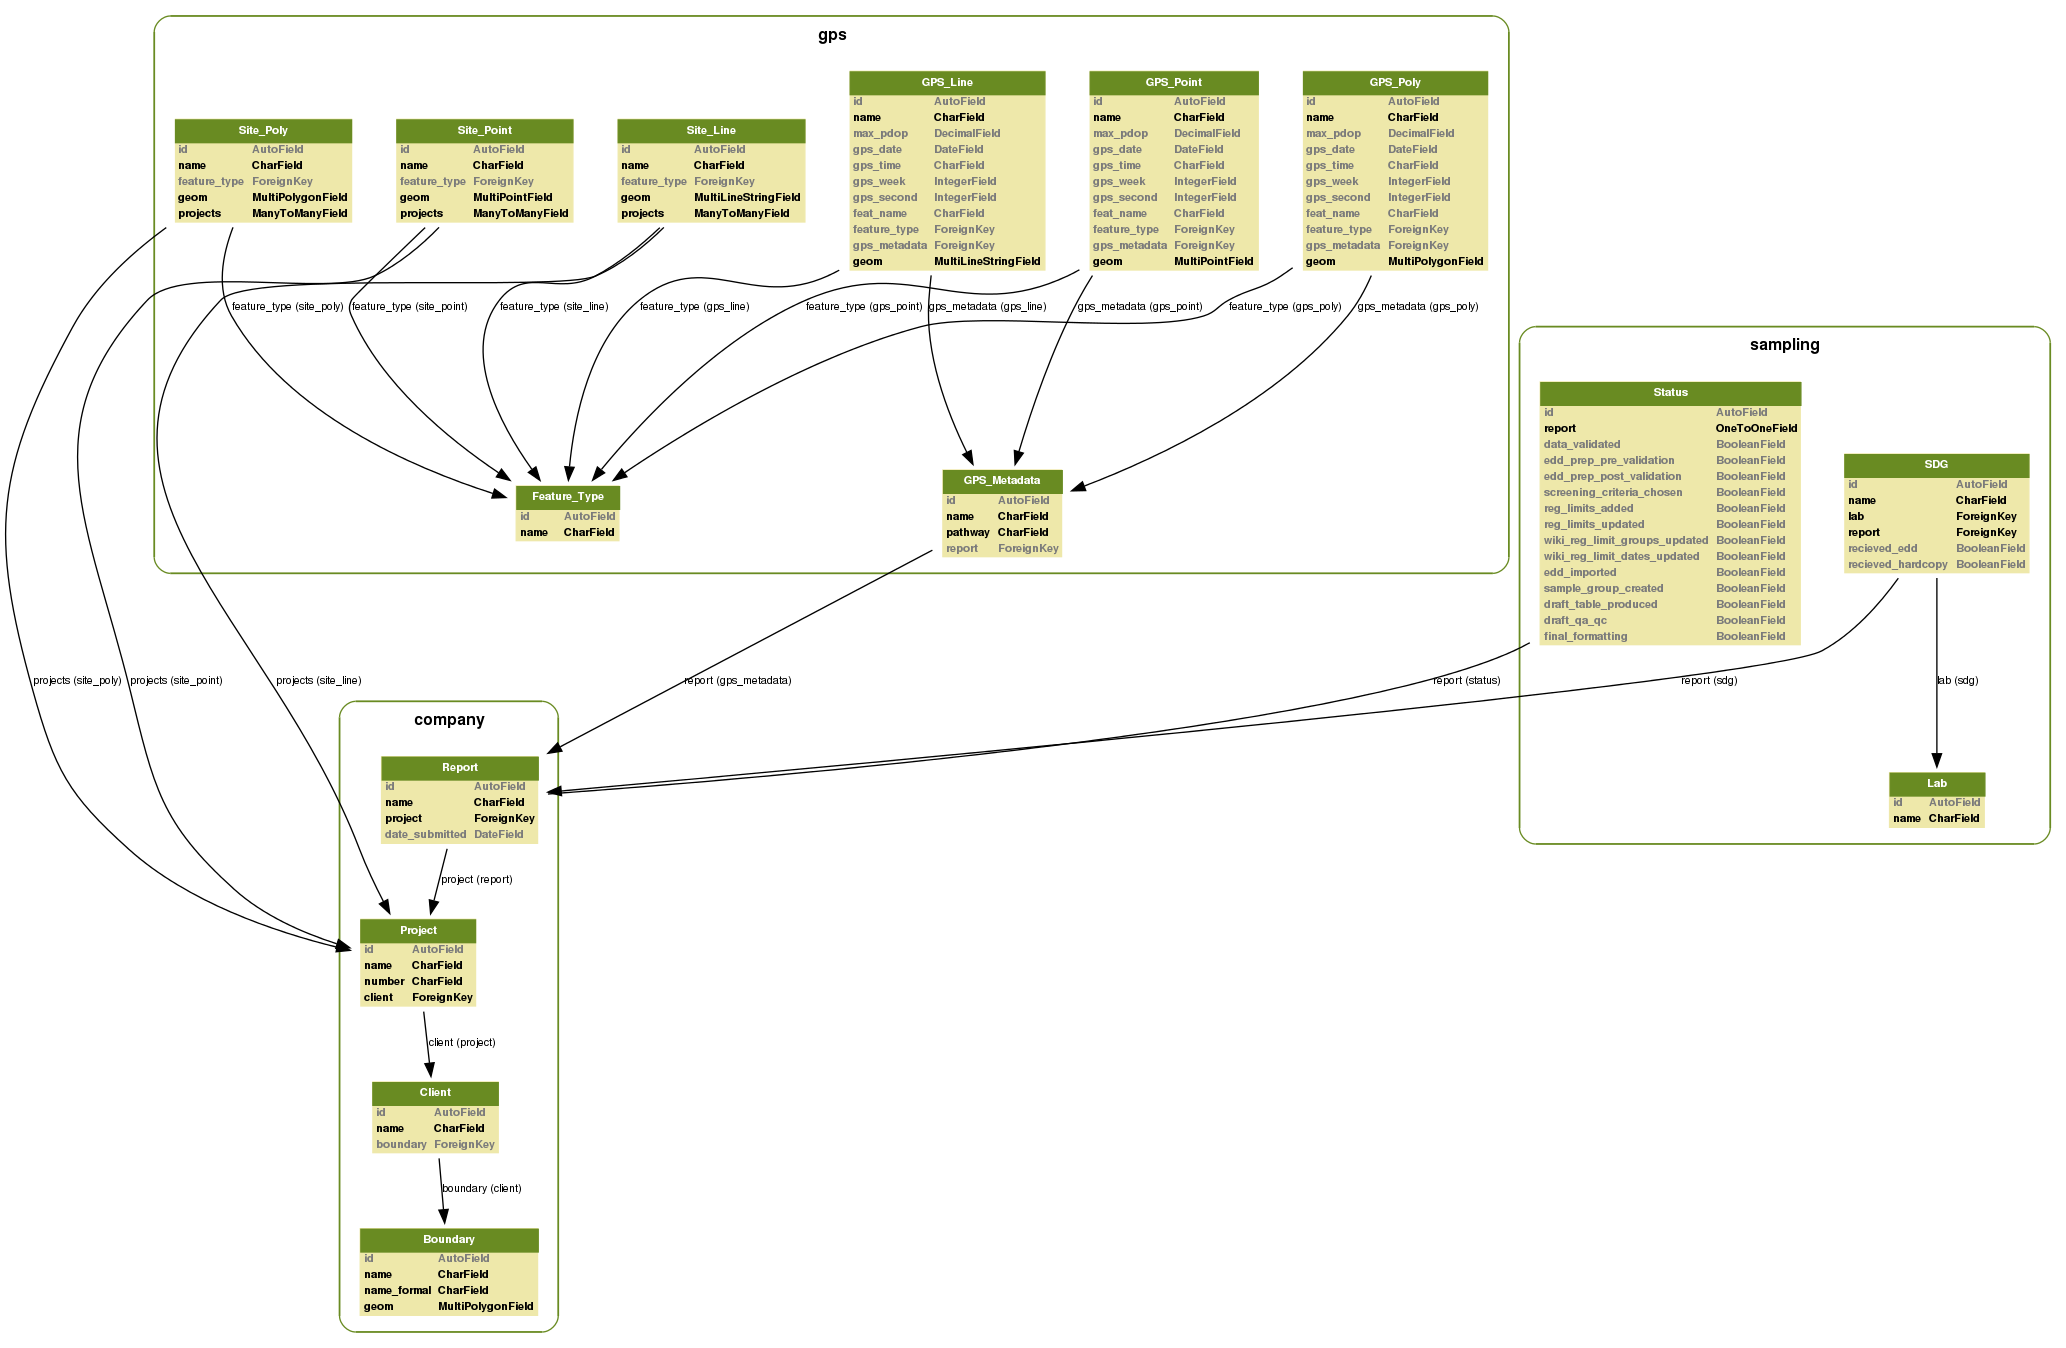 gps
Site_Poly
id AutoField
name CharField
feature_type ForeignKey
geom MultiPolygonField
projects ManyToManyField
Site_Point
id AutoField
name CharField
feature_type ForeignKey
geom MultiPointField
projects ManyToManyField
Site_Line
id AutoField
name CharField
feature_type ForeignKey
geom MultiLineStringField
projects ManyToManyField
GPS_Line
id AutoField
name CharField
max_pdop DecimalField
gps_date DateField
gps_time CharField
gps_week IntegerField
gps_second IntegerField
feat_name CharField
feature_type ForeignKey
gps_metadata ForeignKey
geom MultiLineStringField
GPS_Point
id AutoField
name CharField
max_pdop DecimalField
gps_date DateField
gps_time CharField
gps_week IntegerField
gps_second IntegerField
feat_name CharField
feature_type ForeignKey
gps_metadata ForeignKey
geom MultiPointField
GPS_Poly
id AutoField
name CharField
max_pdop DecimalField
gps_date DateField
gps_time CharField
gps_week IntegerField
gps_second IntegerField
feat_name CharField
feature_type ForeignKey
gps_metadata ForeignKey
geom MultiPolygonField
feature_type (site_poly)
feature_type (site_point)
feature_type (site_line)
feature_type (gps_line)
feature_type (gps_point)
gps_metadata (gps_line)
gps_metadata (gps_point)
feature_type (gps_poly)
gps_metadata (gps_poly)
Feature_Type
id AutoField
name CharField
GPS_Metadata
id AutoField
name CharField
pathway CharField
report ForeignKey
sampling
Status
id AutoField
report OneToOneField
data_validated BooleanField
edd_prep_pre_validation BooleanField
edd_prep_post_validation BooleanField
screening_criteria_chosen BooleanField
reg_limits_added BooleanField
reg_limits_updated BooleanField
wiki_reg_limit_groups_updated BooleanField
wiki_reg_limit_dates_updated BooleanField
edd_imported BooleanField
sample_group_created BooleanField
draft_table_produced BooleanField
draft_qa_qc BooleanField
final_formatting BooleanField
SDG
id AutoField
name CharField
lab ForeignKey
report ForeignKey
recieved_edd BooleanField
recieved_hardcopy BooleanField
projects (site_poly)
projects (site_point)
projects (site_line)
report (gps_metadata)
report (status)
report (sdg)
lab (sdg)
Lab
id AutoField
name CharField
company
Report
id AutoField
name CharField
project ForeignKey
date_submitted DateField
project (report)
Project
id AutoField
name CharField
number CharField
client ForeignKey
client (project)
Client
id AutoField
name CharField
boundary ForeignKey
boundary (client)
Boundary
id AutoField
name CharField
name_formal CharField
geom MultiPolygonField